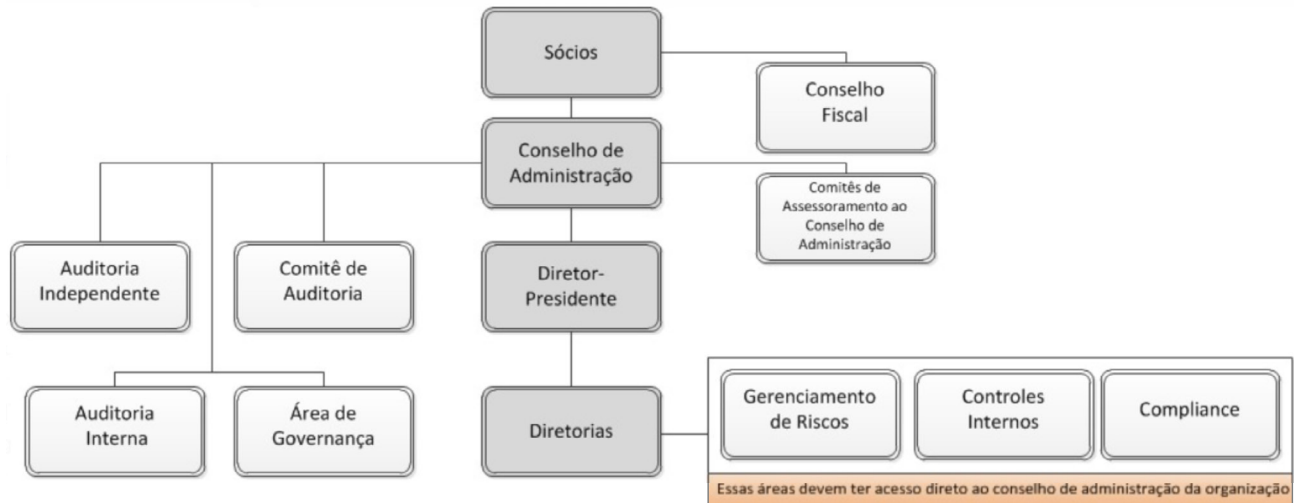 Sócios
Conselho
Fiscal
Conselho de
Administração
Comitês de
Assessoramento ao
Conselho de
Administração
Auditoria
Independente
Comitê de
Auditoria
Diretor-
Presidente
Auditoria
Interna
Área de
Governança
Diretorias
Gerenciamento
de Riscos
Controles
Internos
Compliance
Essas áreas devem ter acesso direto ao conselho de administração da organização